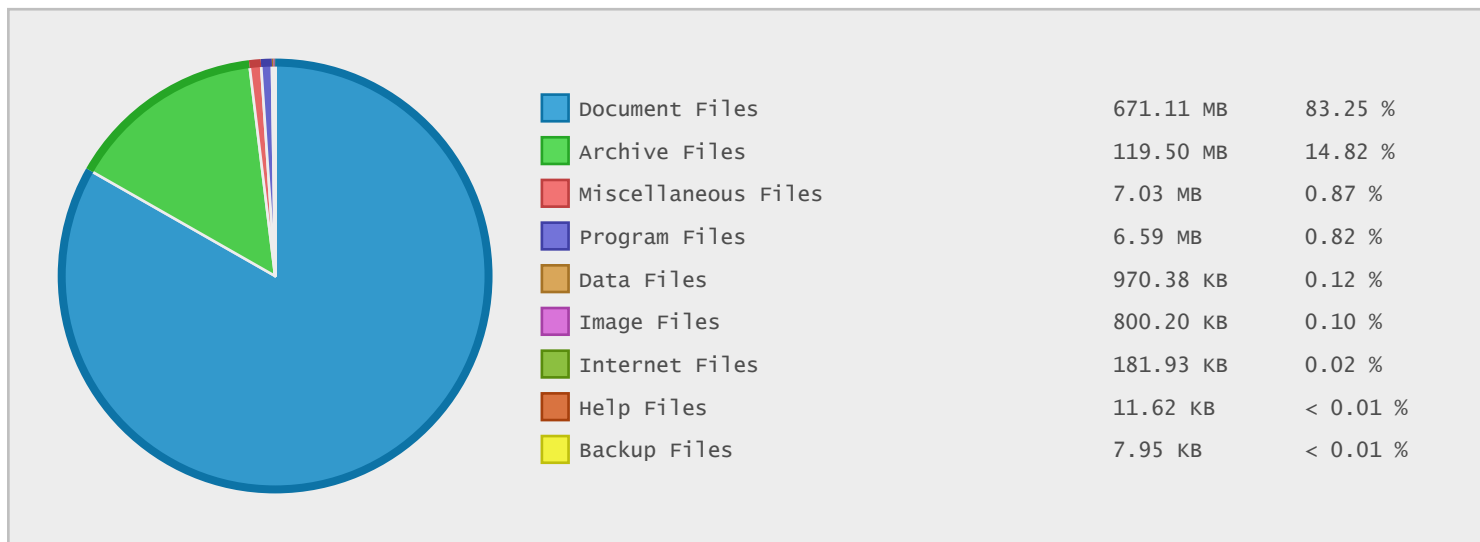 Document Files 671.11 MB 83.25 %
Archive Files 119.50 MB 14.82 %
Miscellaneous Files 7.03 MB 0.87 %
Program Files 6.59 MB 0.82 %
Data Files 970.38 KB 0.12 %
Image Files 800.20 KB 0.10 %
Internet Files 181.93 KB 0.02 %
Help Files 11.62 KB < 0.01 %
Backup Files 7.95 KB < 0.01 %